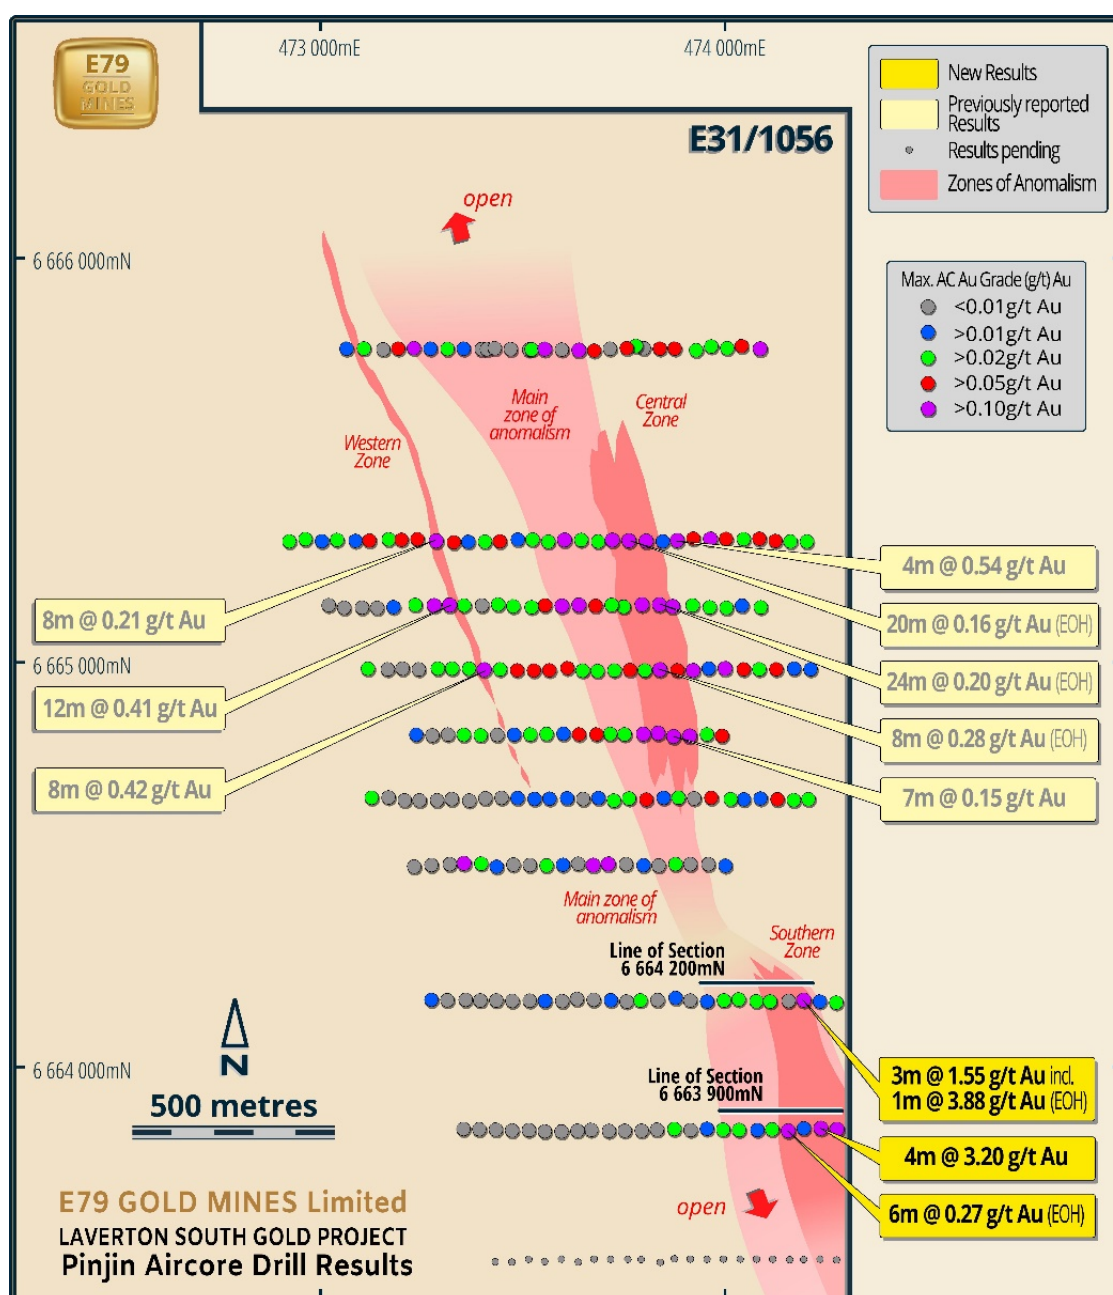 473 000mE
474 000mE
E79
GOLD
MINES
New Results
Previously reported
Results
Results pending
Zones of Anomalism
E31/1056
open
6 666 000mN
Max. AC Au Grade (g/t) Au
<0.01g/t Au
>0.01g/t Au
>0.02g/t Au
>0.05g/t Au
>0.10g/t Au
Main
zone of
anomalism
Central
Zone
Western
Zone
4m @ 0.54 g/t Au
8m @ 0.21 g/t Au
20m @ 0.16 g/t Au (EOH)
6 665 000mN
24m @ 0.20 g/t Au (EOH)
12m @ 0.41 g/t Au
8m @ 0.28 g/t Au (EOH)
8m @ 0.42 g/t Au
7m @ 0.15 g/t Au
Main zone of
anomalism
Southern
Zone
Line of Section
6 664 200mN
6 664 000mN
N
500 metres
Line of Section
6 663 900mN
3m @ 1.55 g/t Au incl.
1m @ 3.88 g/t Au (EOH)
4m @ 3.20 g/t Au
6m @ 0.27 g/t Au (EOH)
open
E79 GOLD MINES Limited
LAVERTON SOUTH GOLD PROJECT
Pinjin Aircore Drill Results